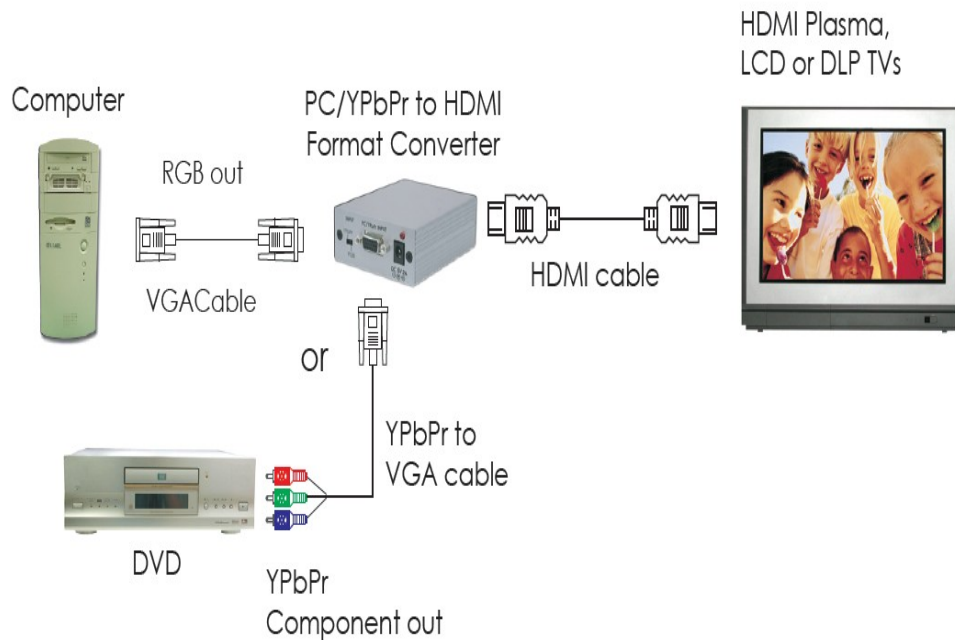 HDMI Plasma,
LCD or DLP TVs
Computer
PC/YPbPr to HDMI
Format Converter
RGB out
VGACable
HDMI cable
or
YPbPr to
VGA cable
DVD
YPbPr
Component out